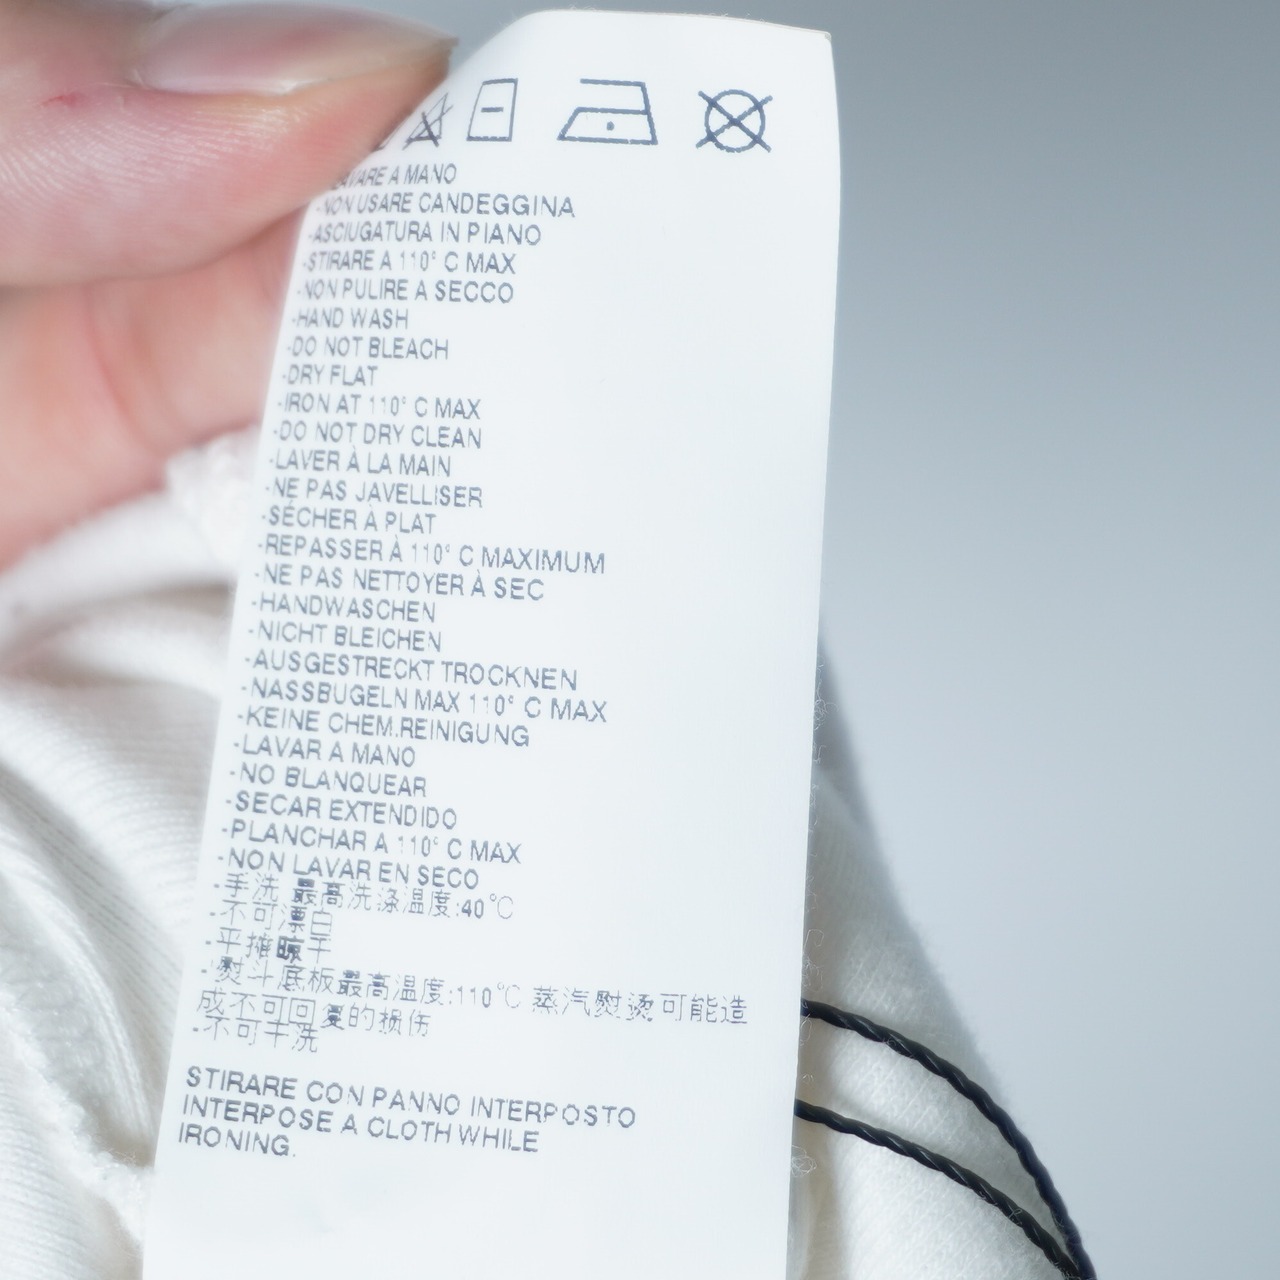 LAVARE A MANO
-NON USARE CANDEGGINA
-ASCIUGATURA IN PIANO
-STIRARE A 110° C MAX
-NON PULIRE A SECCO
-HAND WASH
-DO NOT BLEACH
-DRY FLAT
-IRON AT 110° C MAX
-DO NOT DRY CLEAN
-LAVER À LA MAIN
-NE PAS JAVELLISER
-SÉCHER À PLAT
-REPASSER À 110° C MAXIMUM
-NE PAS NETTOYER À SEC
-HANDWASCHEN
-NICHT BLEICHEN
-AUSGESTRECKT TROCKNEN
-NASSBUGELN MAX 110° C MAX
-KEINE CHEM.REINIGUNG
-LAVAR A MANO
-NO BLANQUEAR
-SECAR EXTENDIDO
-PLANCHAR A 110° C MAX
-NON LAVAR EN SECO
-手洗 最高洗涤温度:40℃
-不可漂白
-平摊晾干
-熨斗底板最高温度:110℃ 蒸汽熨烫可能造
成不可回复的损伤
-不可干洗
STIRARE CON PANNO INTERPOSTO
INTERPOSE A CLOTH WHILE
IRONING.